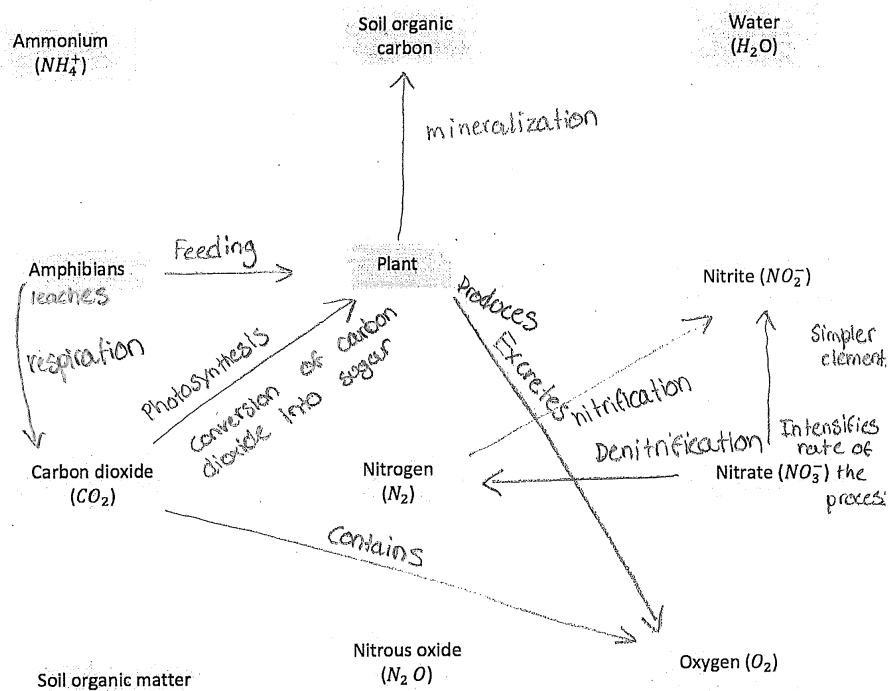 Ammonium
(NH₄⁺)
Soil organic
carbon
Water
(H₂O)
mineralization
Feeding
Amphibians
leaches
Plant
Nitrite (NO₂⁻)
respiration
Photosynthesis
conversion of carbon
dioxide into sugar
produces
Excretes
nitrification
Simpler
element
Denitrification
Intensifies
rate of
the
proces
Carbon dioxide
(CO₂)
Nitrogen
(N₂)
Nitrate (NO₃⁻)
Contains
Soil organic matter
Nitrous oxide
(N₂ O)
Oxygen (O₂)